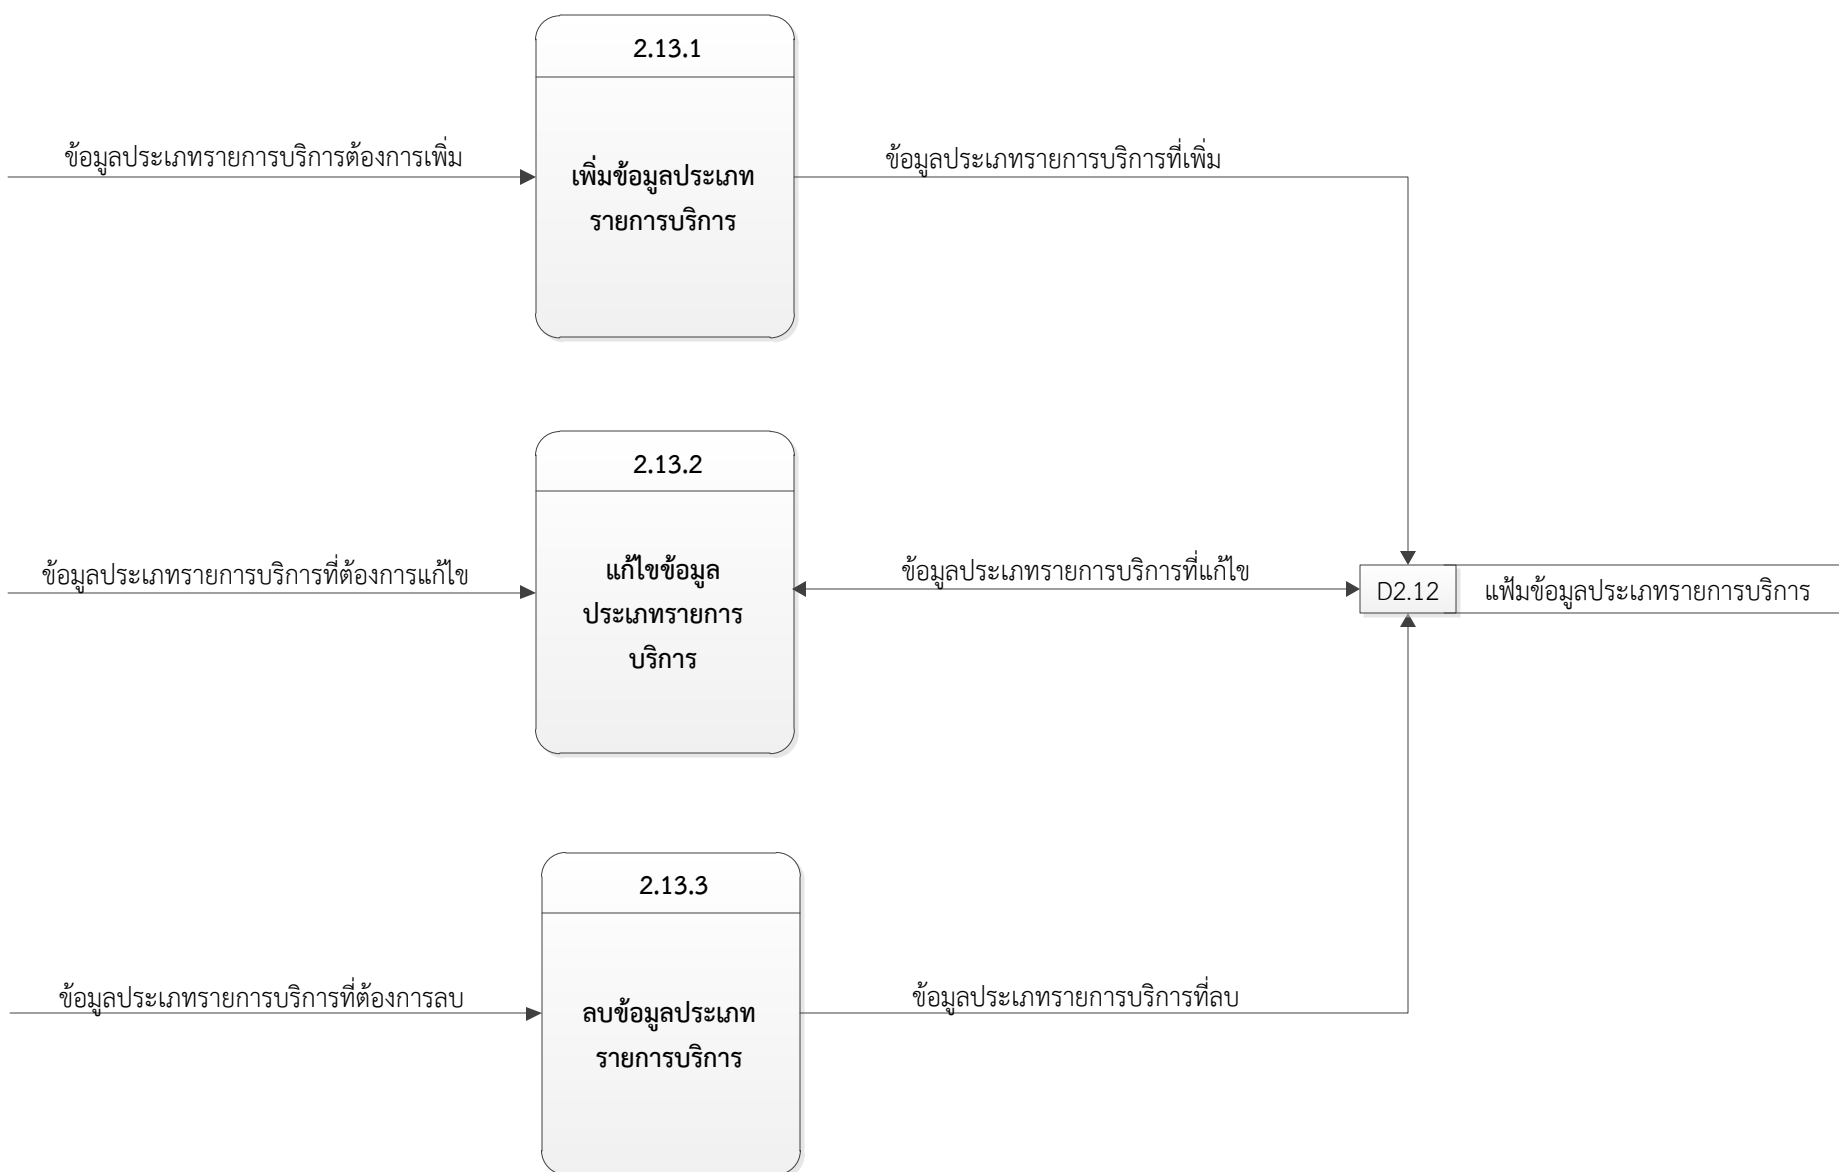 2.13.1
ข้อมูลประเภทรายการบริการต้องการเพิ่ม
เพิ่มข้อมูลประเภท
รายการบริการ
ข้อมูลประเภทรายการบริการที่เพิ่ม
2.13.2
ข้อมูลประเภทรายการบริการที่ต้องการแก้ไข
แก้ไขข้อมูล
ประเภทรายการ
บริการ
ข้อมูลประเภทรายการบริการที่แก้ไข
D2.12
แฟ้มข้อมูลประเภทรายการบริการ
2.13.3
ข้อมูลประเภทรายการบริการที่ต้องการลบ
ลบข้อมูลประเภท
รายการบริการ
ข้อมูลประเภทรายการบริการที่ลบ